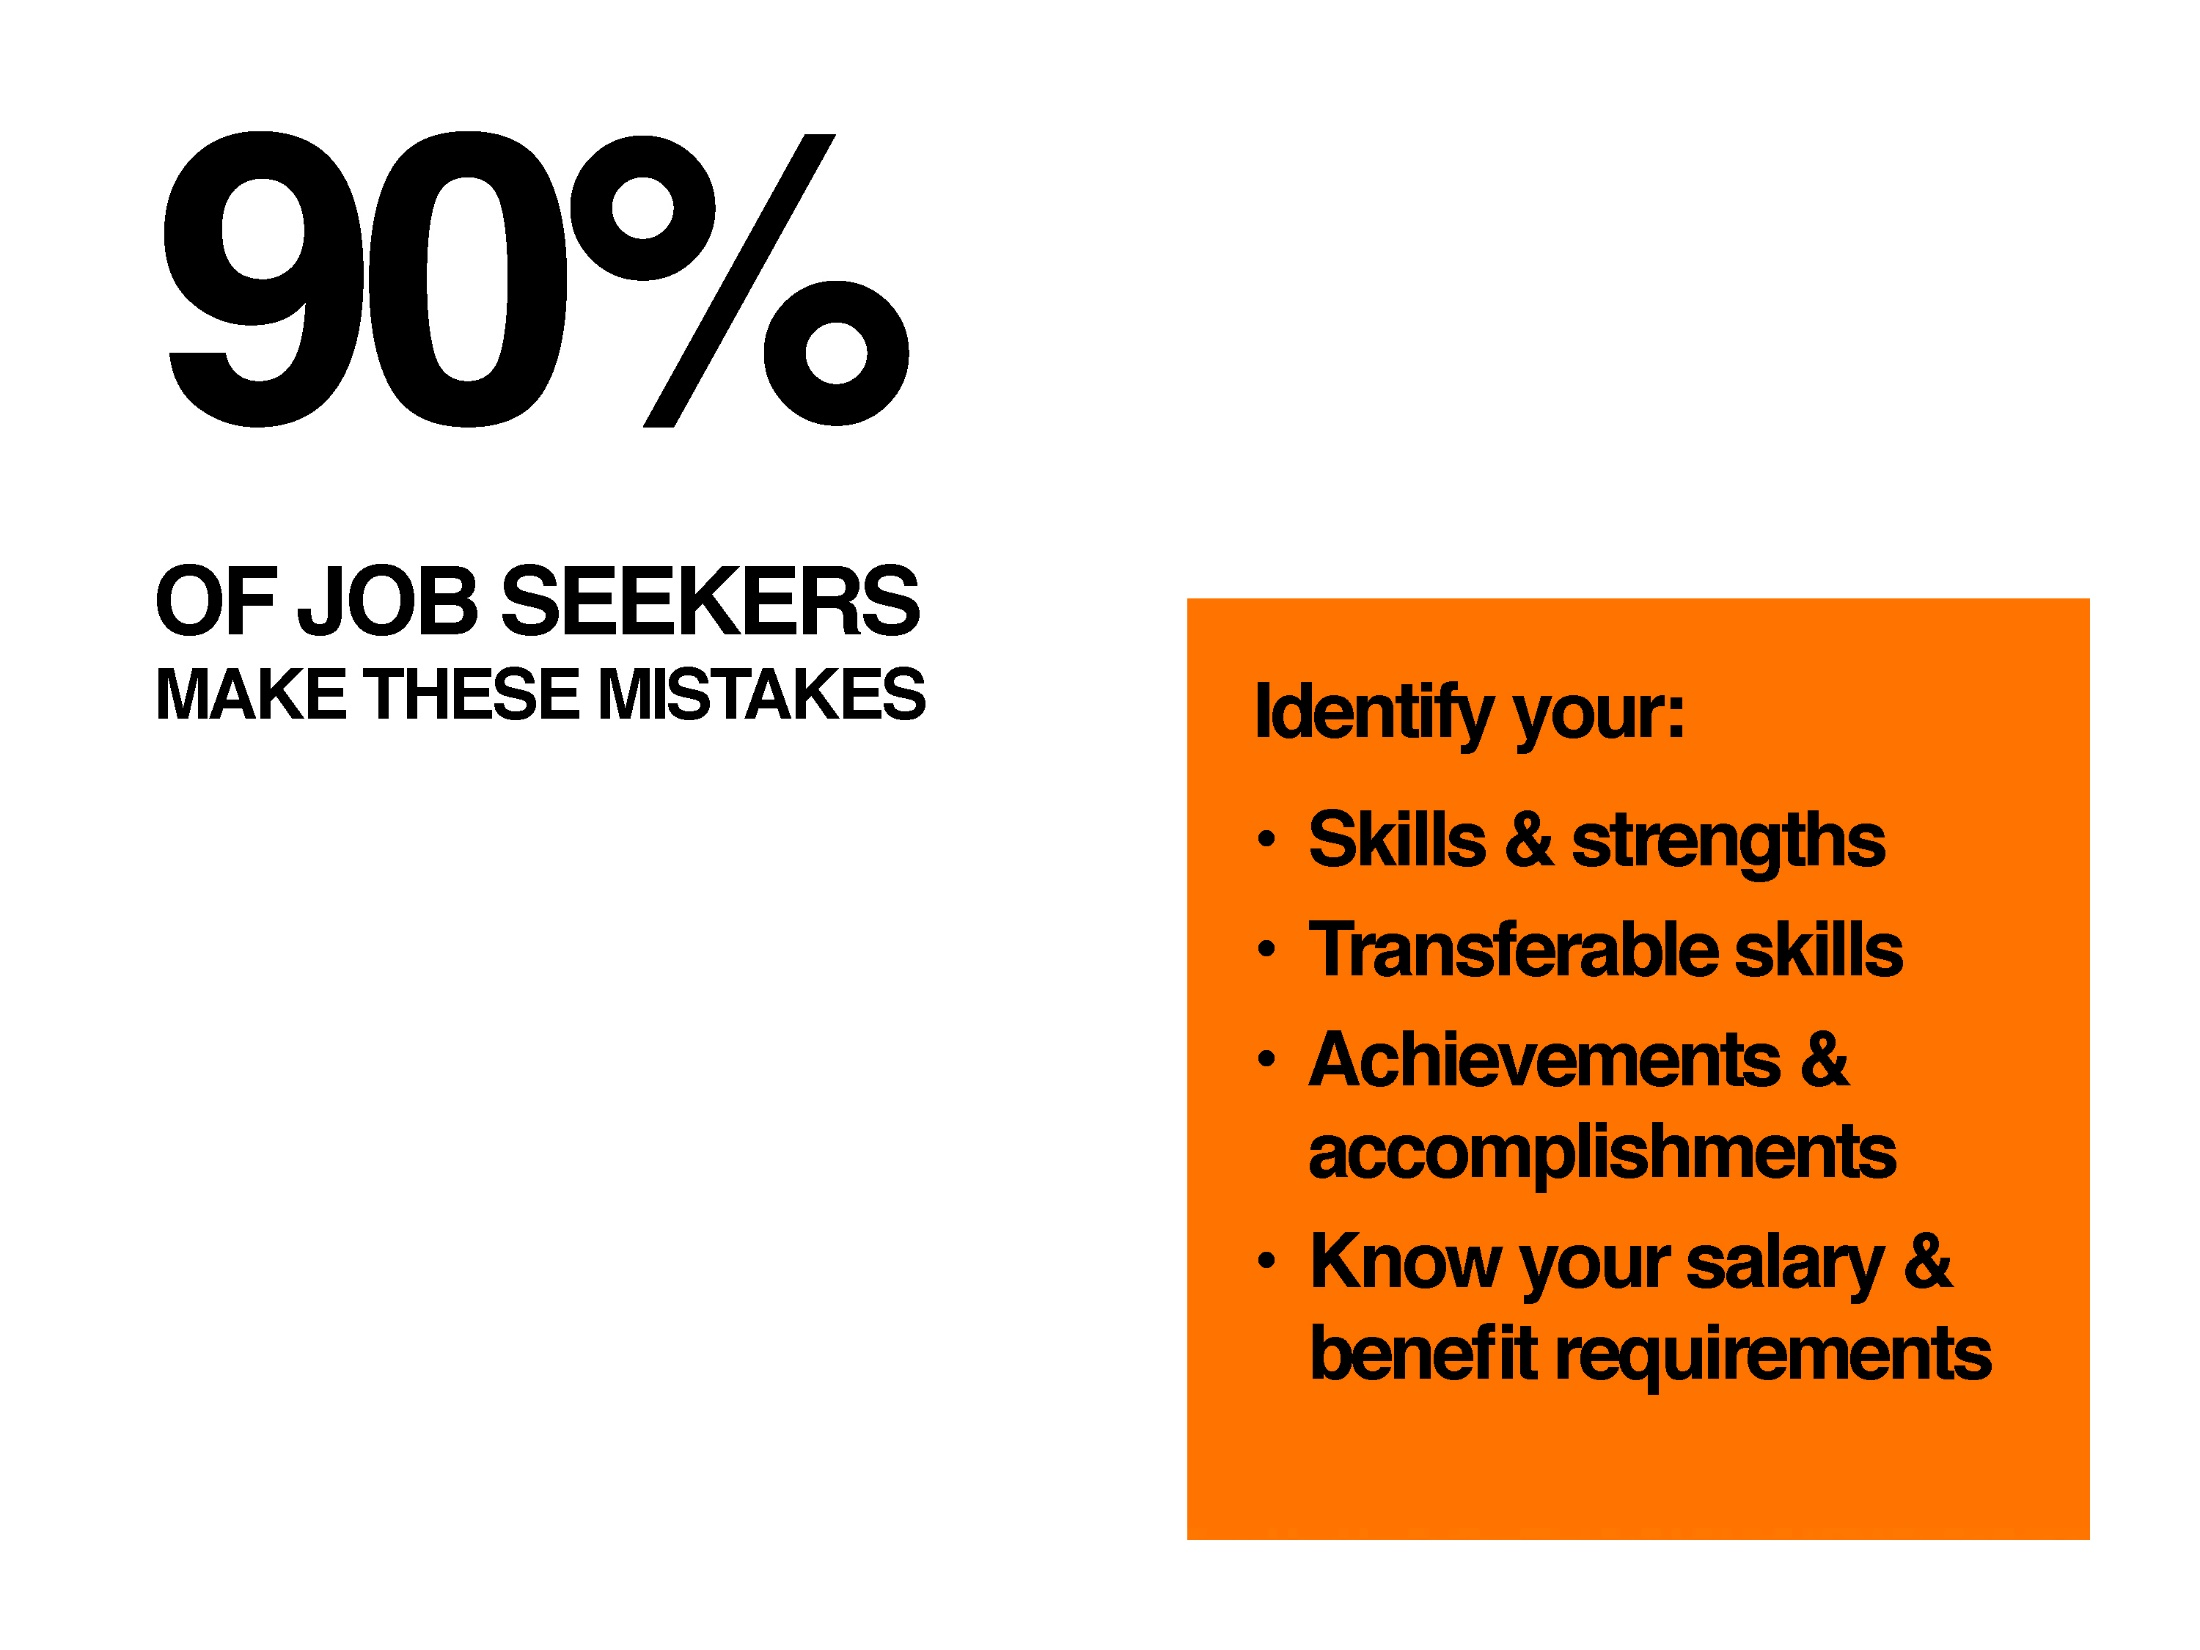 90%
OF JOB SEEKERS
MAKE THESE MISTAKES
Identify your:
• Skills & strengths
• Transferable skills
• Achievements &
accomplishments
• Know your salary &
benefit requirements